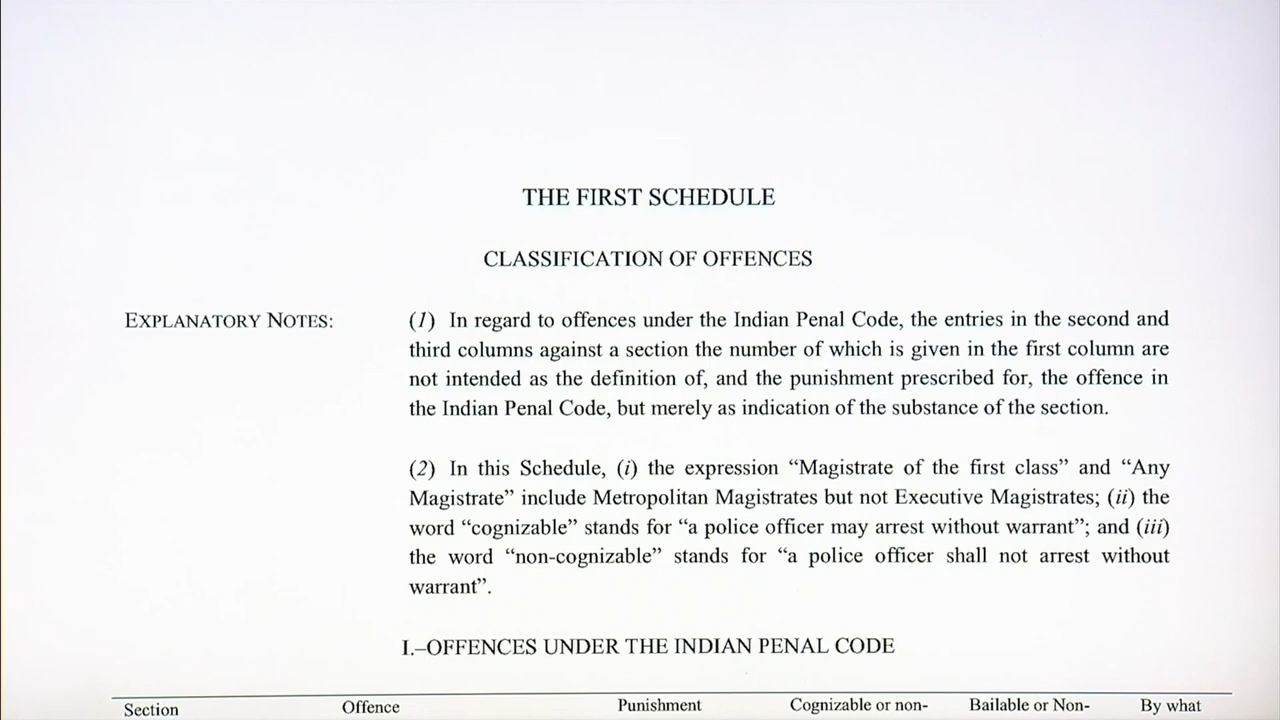 THE FIRST SCHEDULE
CLASSIFICATION OF OFFENCES
EXPLANATORY NOTES:
(1) In regard to offences under the Indian Penal Code, the entries in the second and
third columns against a section the number of which is given in the first column are
not intended as the definition of, and the punishment prescribed for, the offence in
the Indian Penal Code, but merely as indication of the substance of the section.
(2) In this Schedule, (i) the expression “Magistrate of the first class” and “Any
Magistrate” include Metropolitan Magistrates but not Executive Magistrates; (ii) the
word “cognizable” stands for “a police officer may arrest without warrant”; and (iii)
the word “non-cognizable” stands for “a police officer shall not arrest without
warrant”.
I.–OFFENCES UNDER THE INDIAN PENAL CODE
Section Offence Punishment Cognizable or non- Bailable or Non- By what